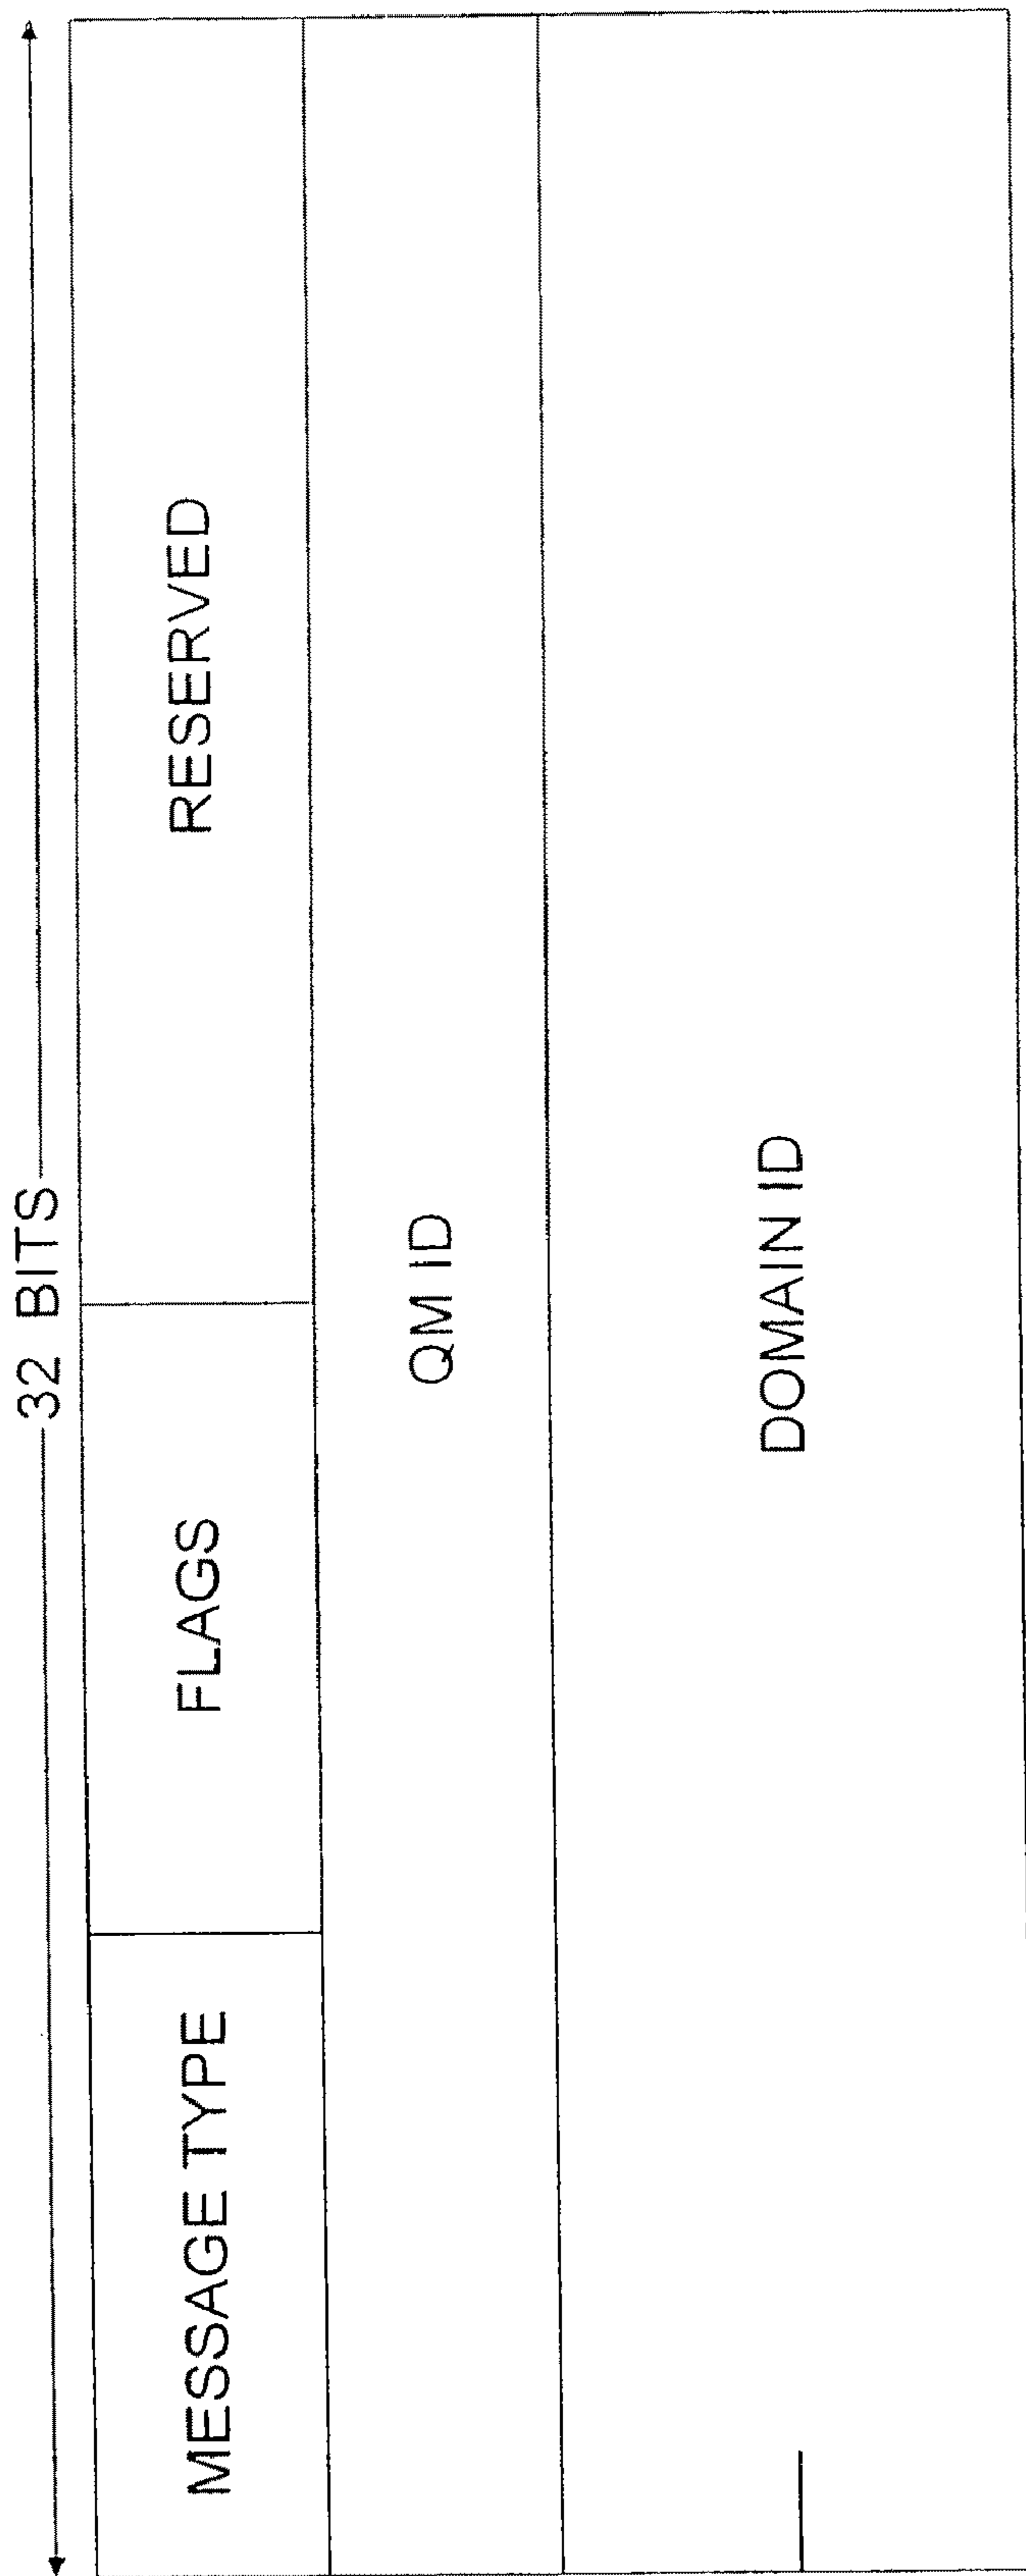 32 BITS
MESSAGE TYPE FLAGS RESERVED
QM ID
DOMAIN ID